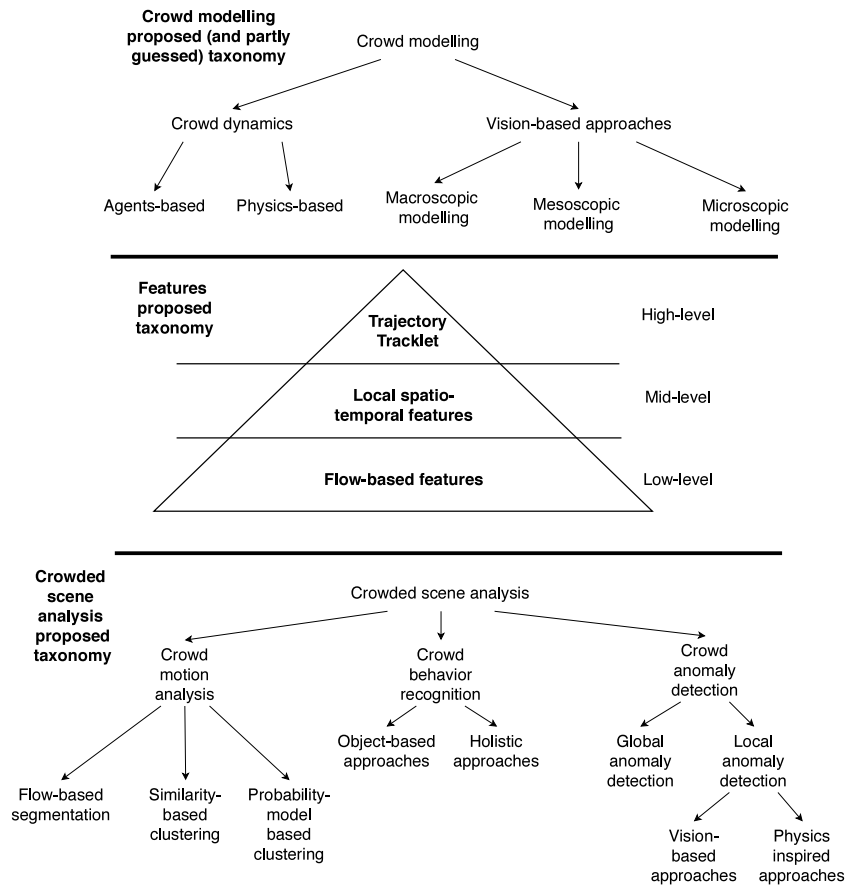 Crowd modelling
proposed (and partly
guessed) taxonomy
Crowd modelling
Crowd dynamics
Vision-based approaches
Agents-based
Physics-based
Macroscopic
modelling
Mesoscopic
modelling
Microscopic
modelling
Features
proposed
taxonomy
Trajectory
Tracklet
High-level
Local spatio-
temporal features
Mid-level
Flow-based features
Low-level
Crowded
scene
analysis
proposed
taxonomy
Crowded scene analysis
Crowd
motion
analysis
Crowd
behavior
recognition
Crowd
anomaly
detection
Object-based
approaches
Holistic
approaches
Global
anomaly
detection
Local
anomaly
detection
Flow-based
segmentation
Similarity-
based
clustering
Probability-
model
based
clustering
Vision-
based
approaches
Physics
inspired
approaches